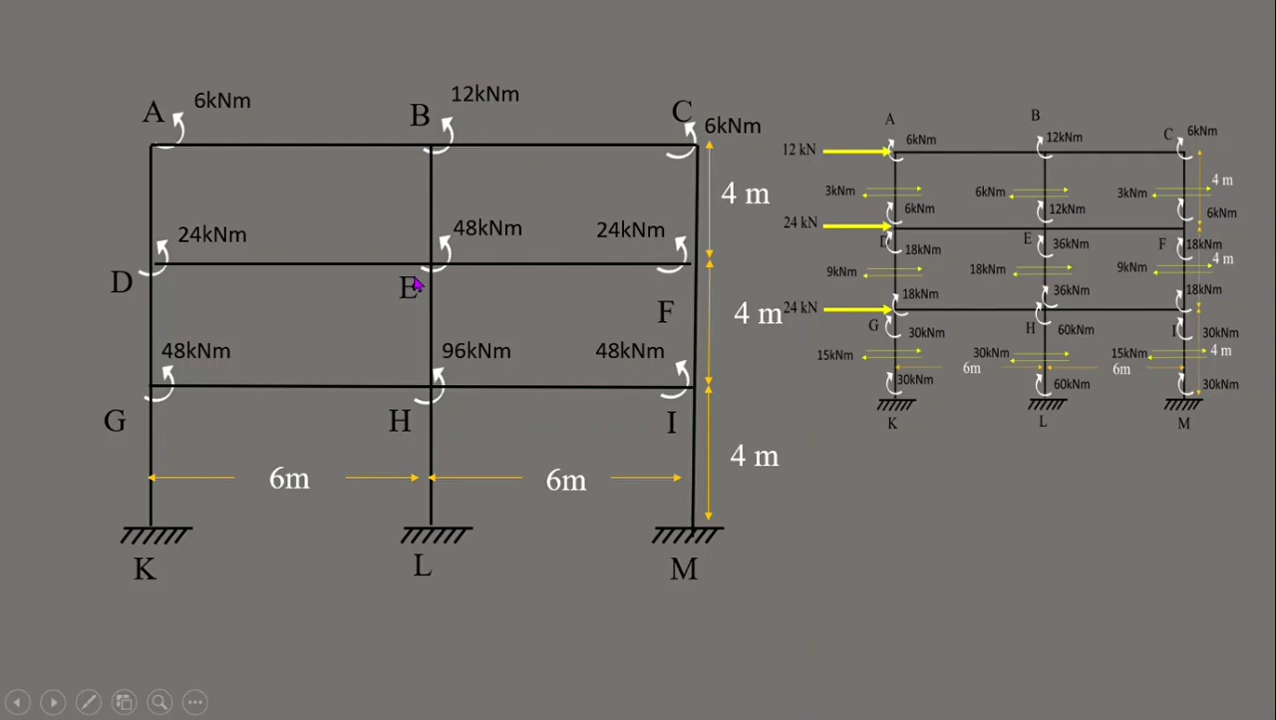 A 6kNm B 12kNm C 6kNm
4 m
D 24kNm E 48kNm 24kNm F
4 m
G 48kNm H 96kNm 48kNm I
4 m
6m 6m
K L M
A B C
12 kN 6kNm 12kNm 6kNm
3kNm 6kNm 3kNm 4 m
6kNm 12kNm 6kNm
24 kN
D E F
18kNm 36kNm 18kNm
9kNm 18kNm 9kNm 4 m
18kNm 36kNm 18kNm
24 kN
G H I
30kNm 60kNm 30kNm
15kNm 30kNm 15kNm 4 m
6m 6m
30kNm 60kNm 30kNm
K L M